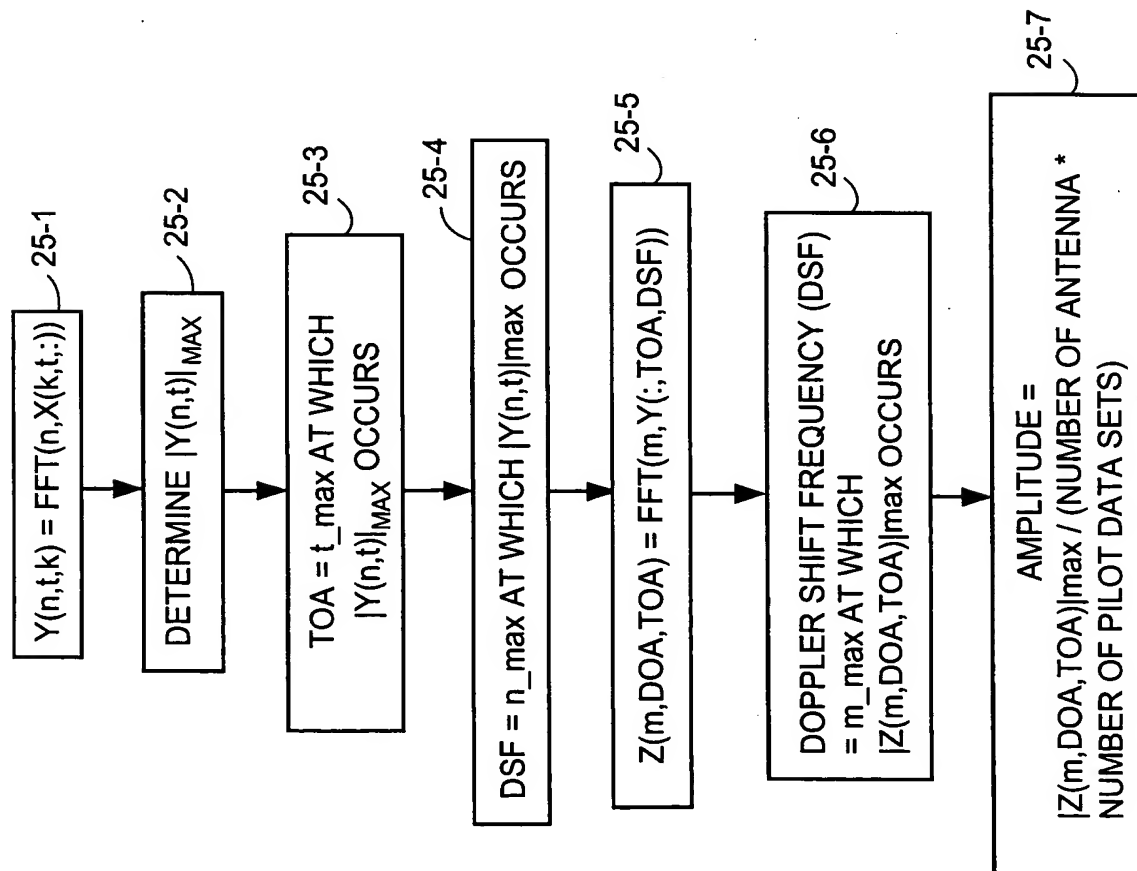 25-1
Y(n,t,k) = FFT(n,X(k,t,:))
25-2
DETERMINE |Y(n,t)|MAX
25-3
TOA = t_max AT WHICH
|Y(n,t)|MAX OCCURS
25-4
DSF = n_max AT WHICH |Y(n,t)|max OCCURS
25-5
Z(m,DOA,TOA) = FFT(m,Y(:,TOA,DSF))
25-6
DOPPLER SHIFT FREQUENCY (DSF)
= m_max AT WHICH
|Z(m,DOA,TOA)|max OCCURS
25-7
AMPLITUDE =
|Z(m,DOA,TOA)|max / (NUMBER OF ANTENNA *
NUMBER OF PILOT DATA SETS)